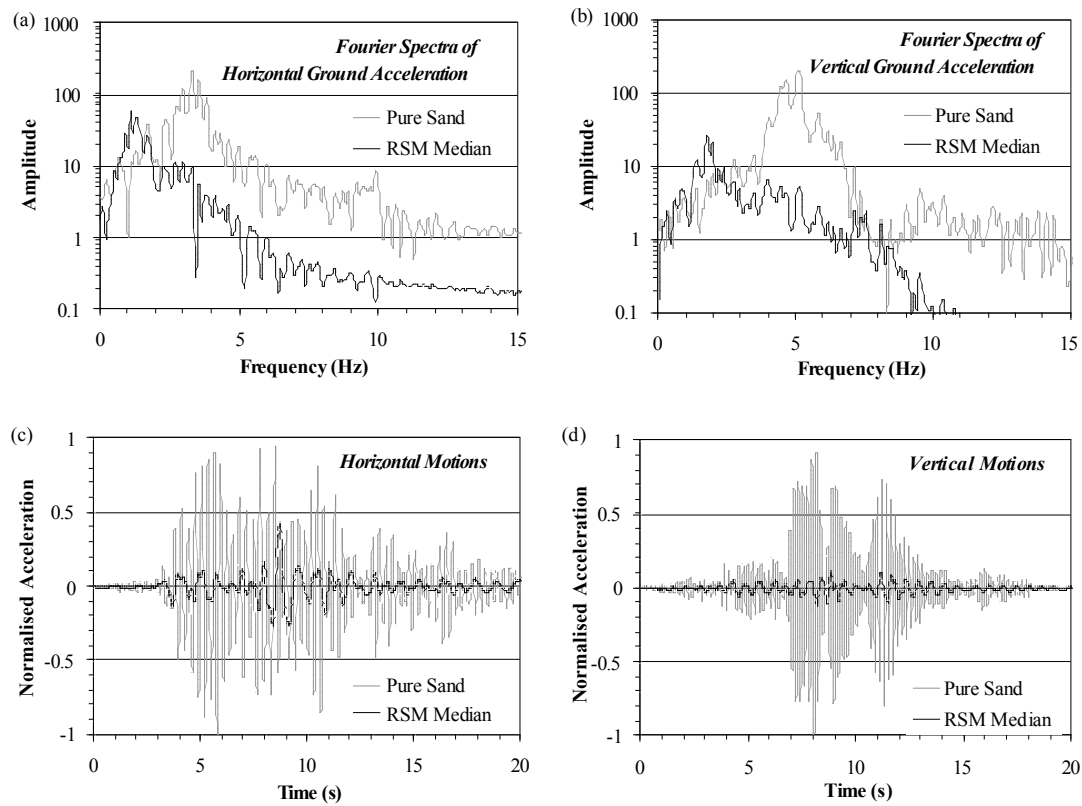 (a)
1000
100
10
1
0.1
Amplitude
Fourier Spectra of
Horizontal Ground Acceleration
Pure Sand
RSM Median
0 5 10 15
Frequency (Hz)
(b)
1000
100
10
1
0.1
Amplitude
Fourier Spectra of
Vertical Ground Acceleration
Pure Sand
RSM Median
0 5 10 15
Frequency (Hz)
(c)
1
0.5
0
-0.5
-1
Normalised Acceleration
Horizontal Motions
Pure Sand
RSM Median
0 5 10 15 20
Time (s)
(d)
1
0.5
0
-0.5
-1
Normalised Acceleration
Vertical Motions
Pure Sand
RSM Median
0 5 10 15 20
Time (s)